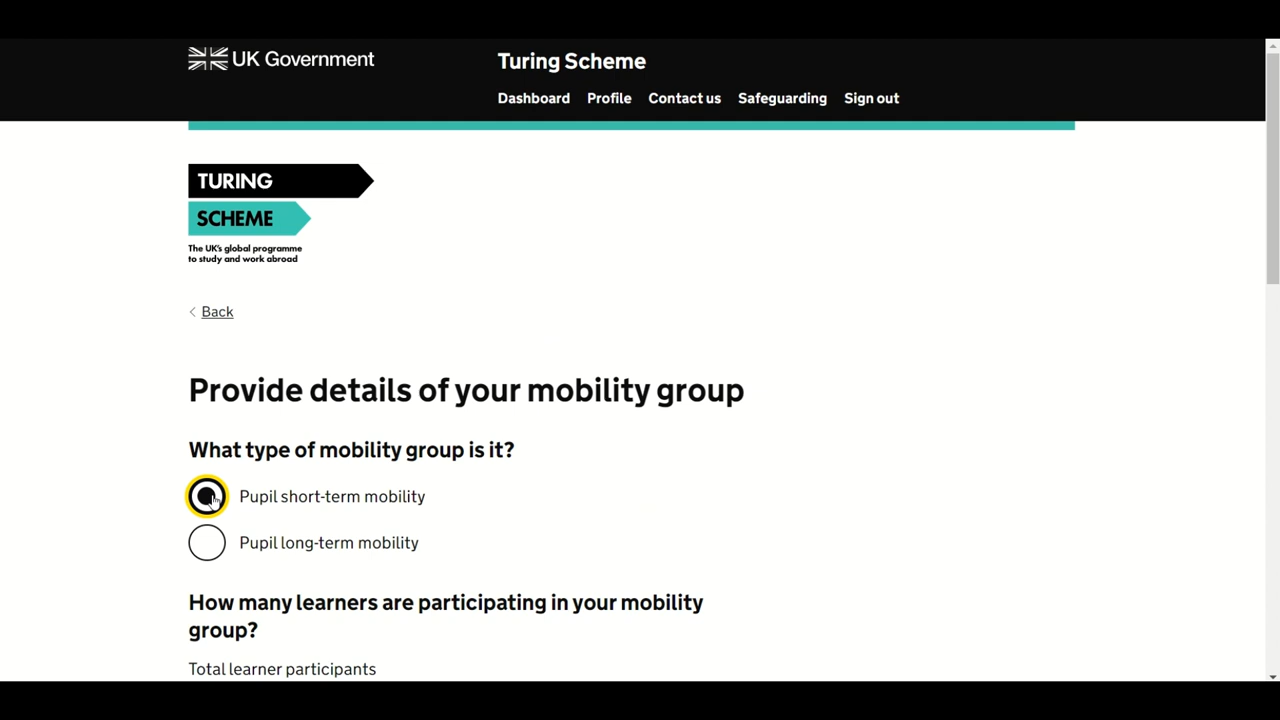 UK Government
Turing Scheme
Dashboard Profile Contact us Safeguarding Sign out
TURING
SCHEME
The UK's global programme
to study and work abroad
Back
Provide details of your mobility group
What type of mobility group is it?
Pupil short-term mobility
Pupil long-term mobility
How many learners are participating in your mobility
group?
Total learner participants